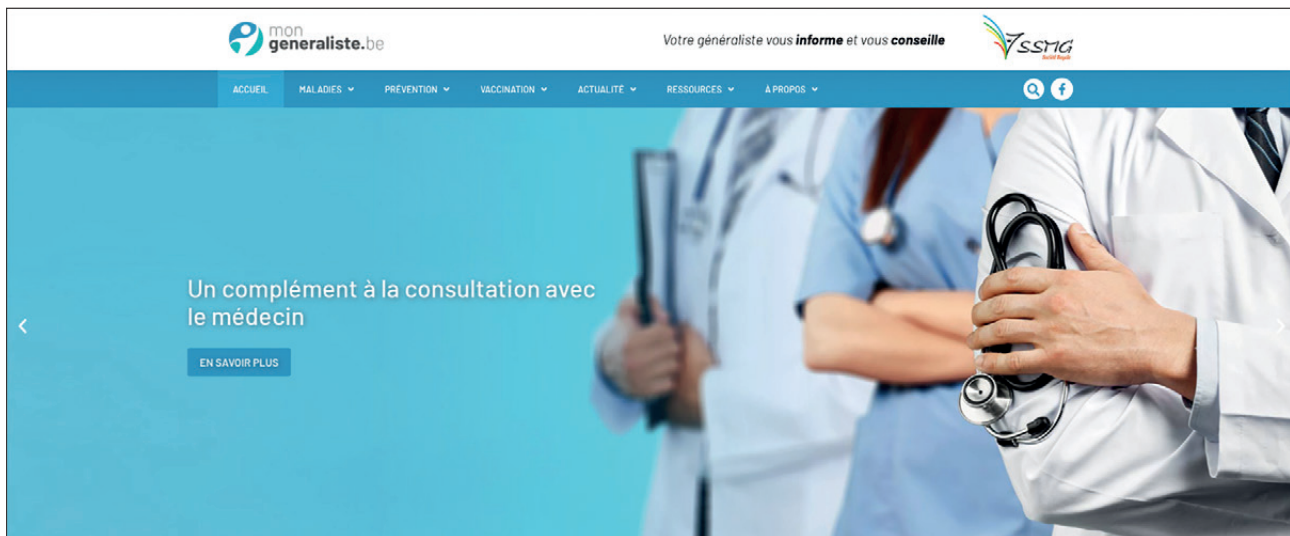 mon
generaliste.be
Votre généraliste vous informe et vous conseille
SSMG
ACCUEIL
MALADIES
PRÉVENTION
VACCINATION
ACTUALITÉ
RESSOURCES
À PROPOS
Un complément à la consultation avec
le médecin
EN SAVOIR PLUS